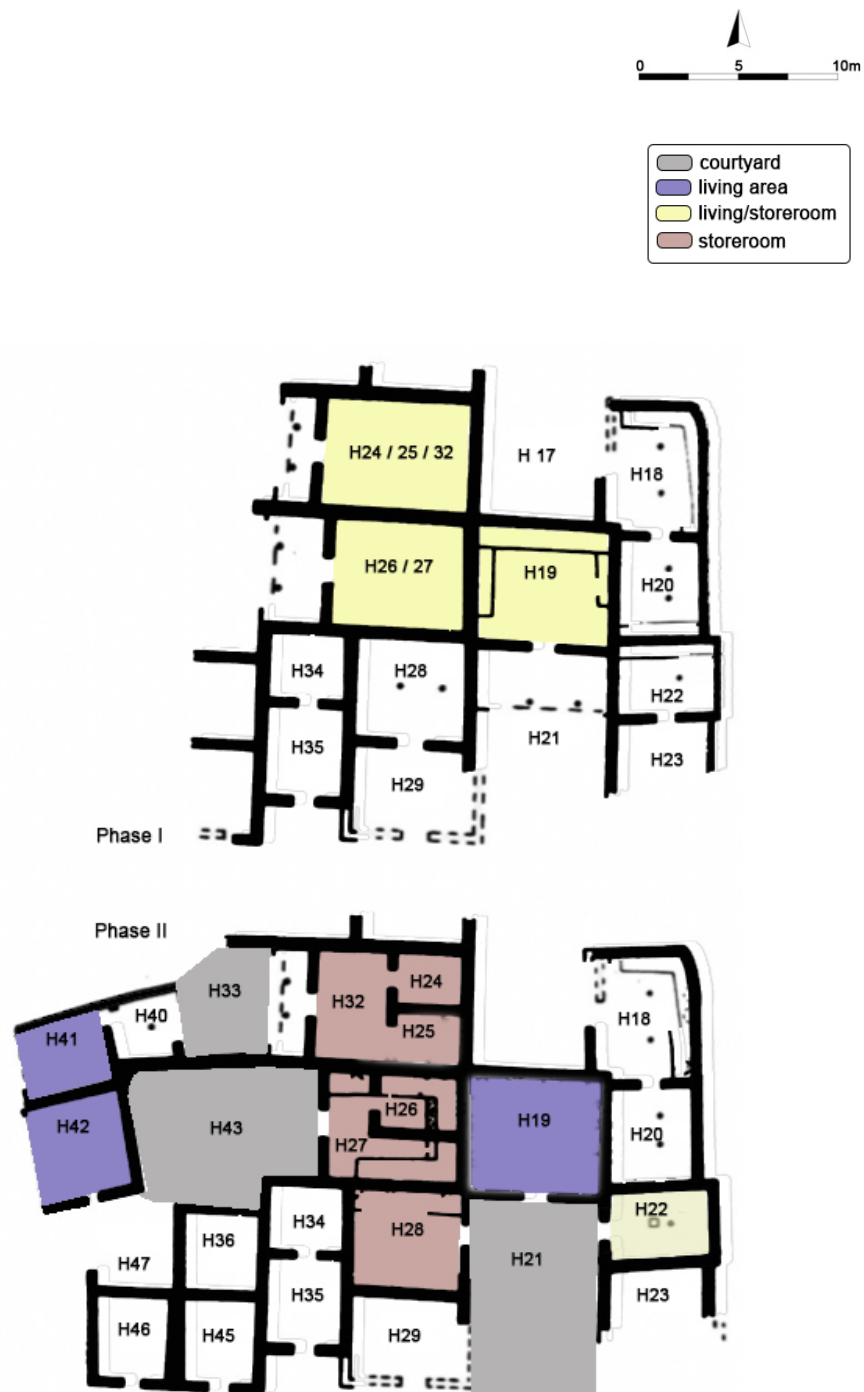 0 5 10m
courtyard
living area
living/storeroom
storeroom
H24 / 25 / 32
H 17
H18
H26 / 27
H19
H20
H34
H28
H22
H35
H21
H23
H29
Phase I
Phase II
H33
H24
H32
H40
H25
H18
H41
H26
H42
H43
H19
H27
H20
H34
H22
H36
H28
H47
H21
H35
H23
H46
H45
H29